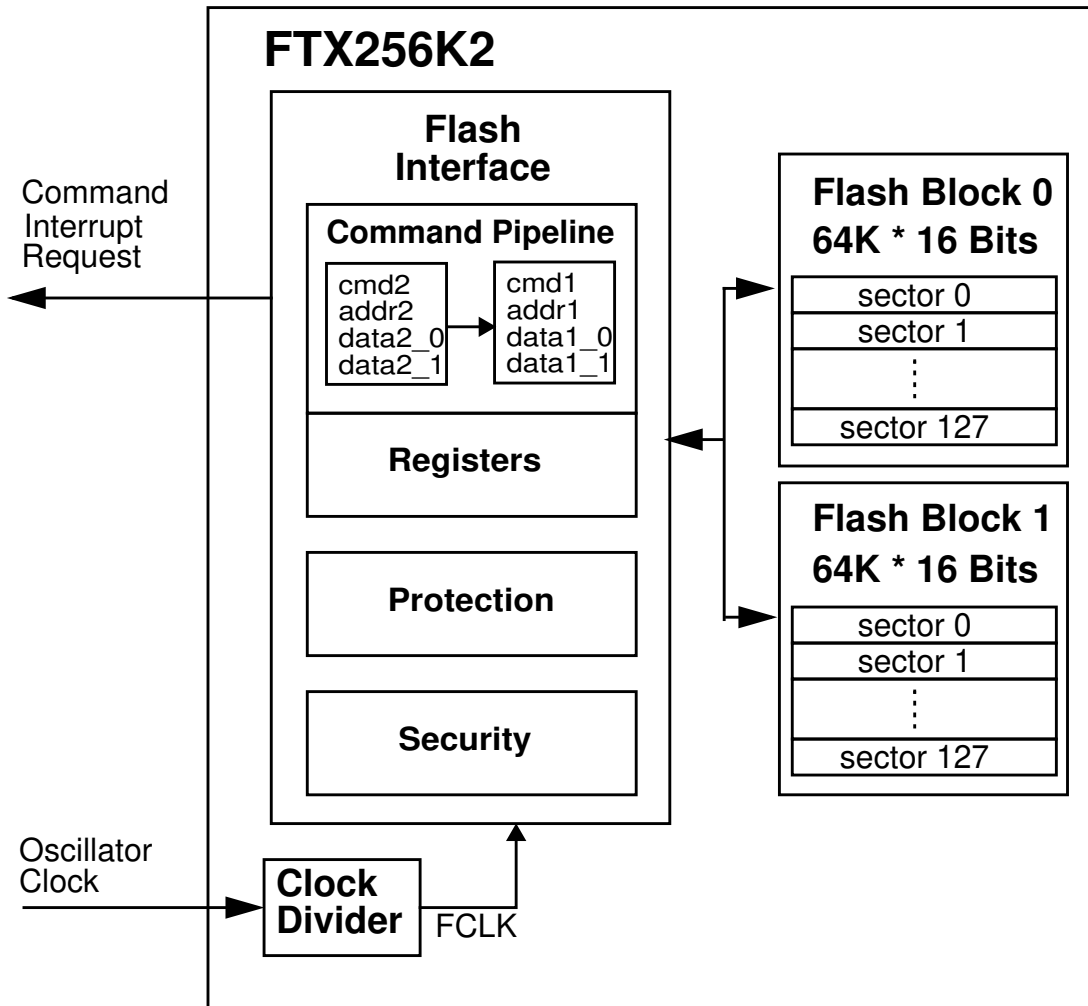 FTX256K2
Flash
Interface
Command
Interrupt
Request
Command Pipeline
cmd2
addr2
data2_0
data2_1
cmd1
addr1
data1_0
data1_1
Registers
Protection
Security
Flash Block 0
64K * 16 Bits
sector 0
sector 1
sector 127
Flash Block 1
64K * 16 Bits
sector 0
sector 1
sector 127
Oscillator
Clock
Clock
Divider
FCLK